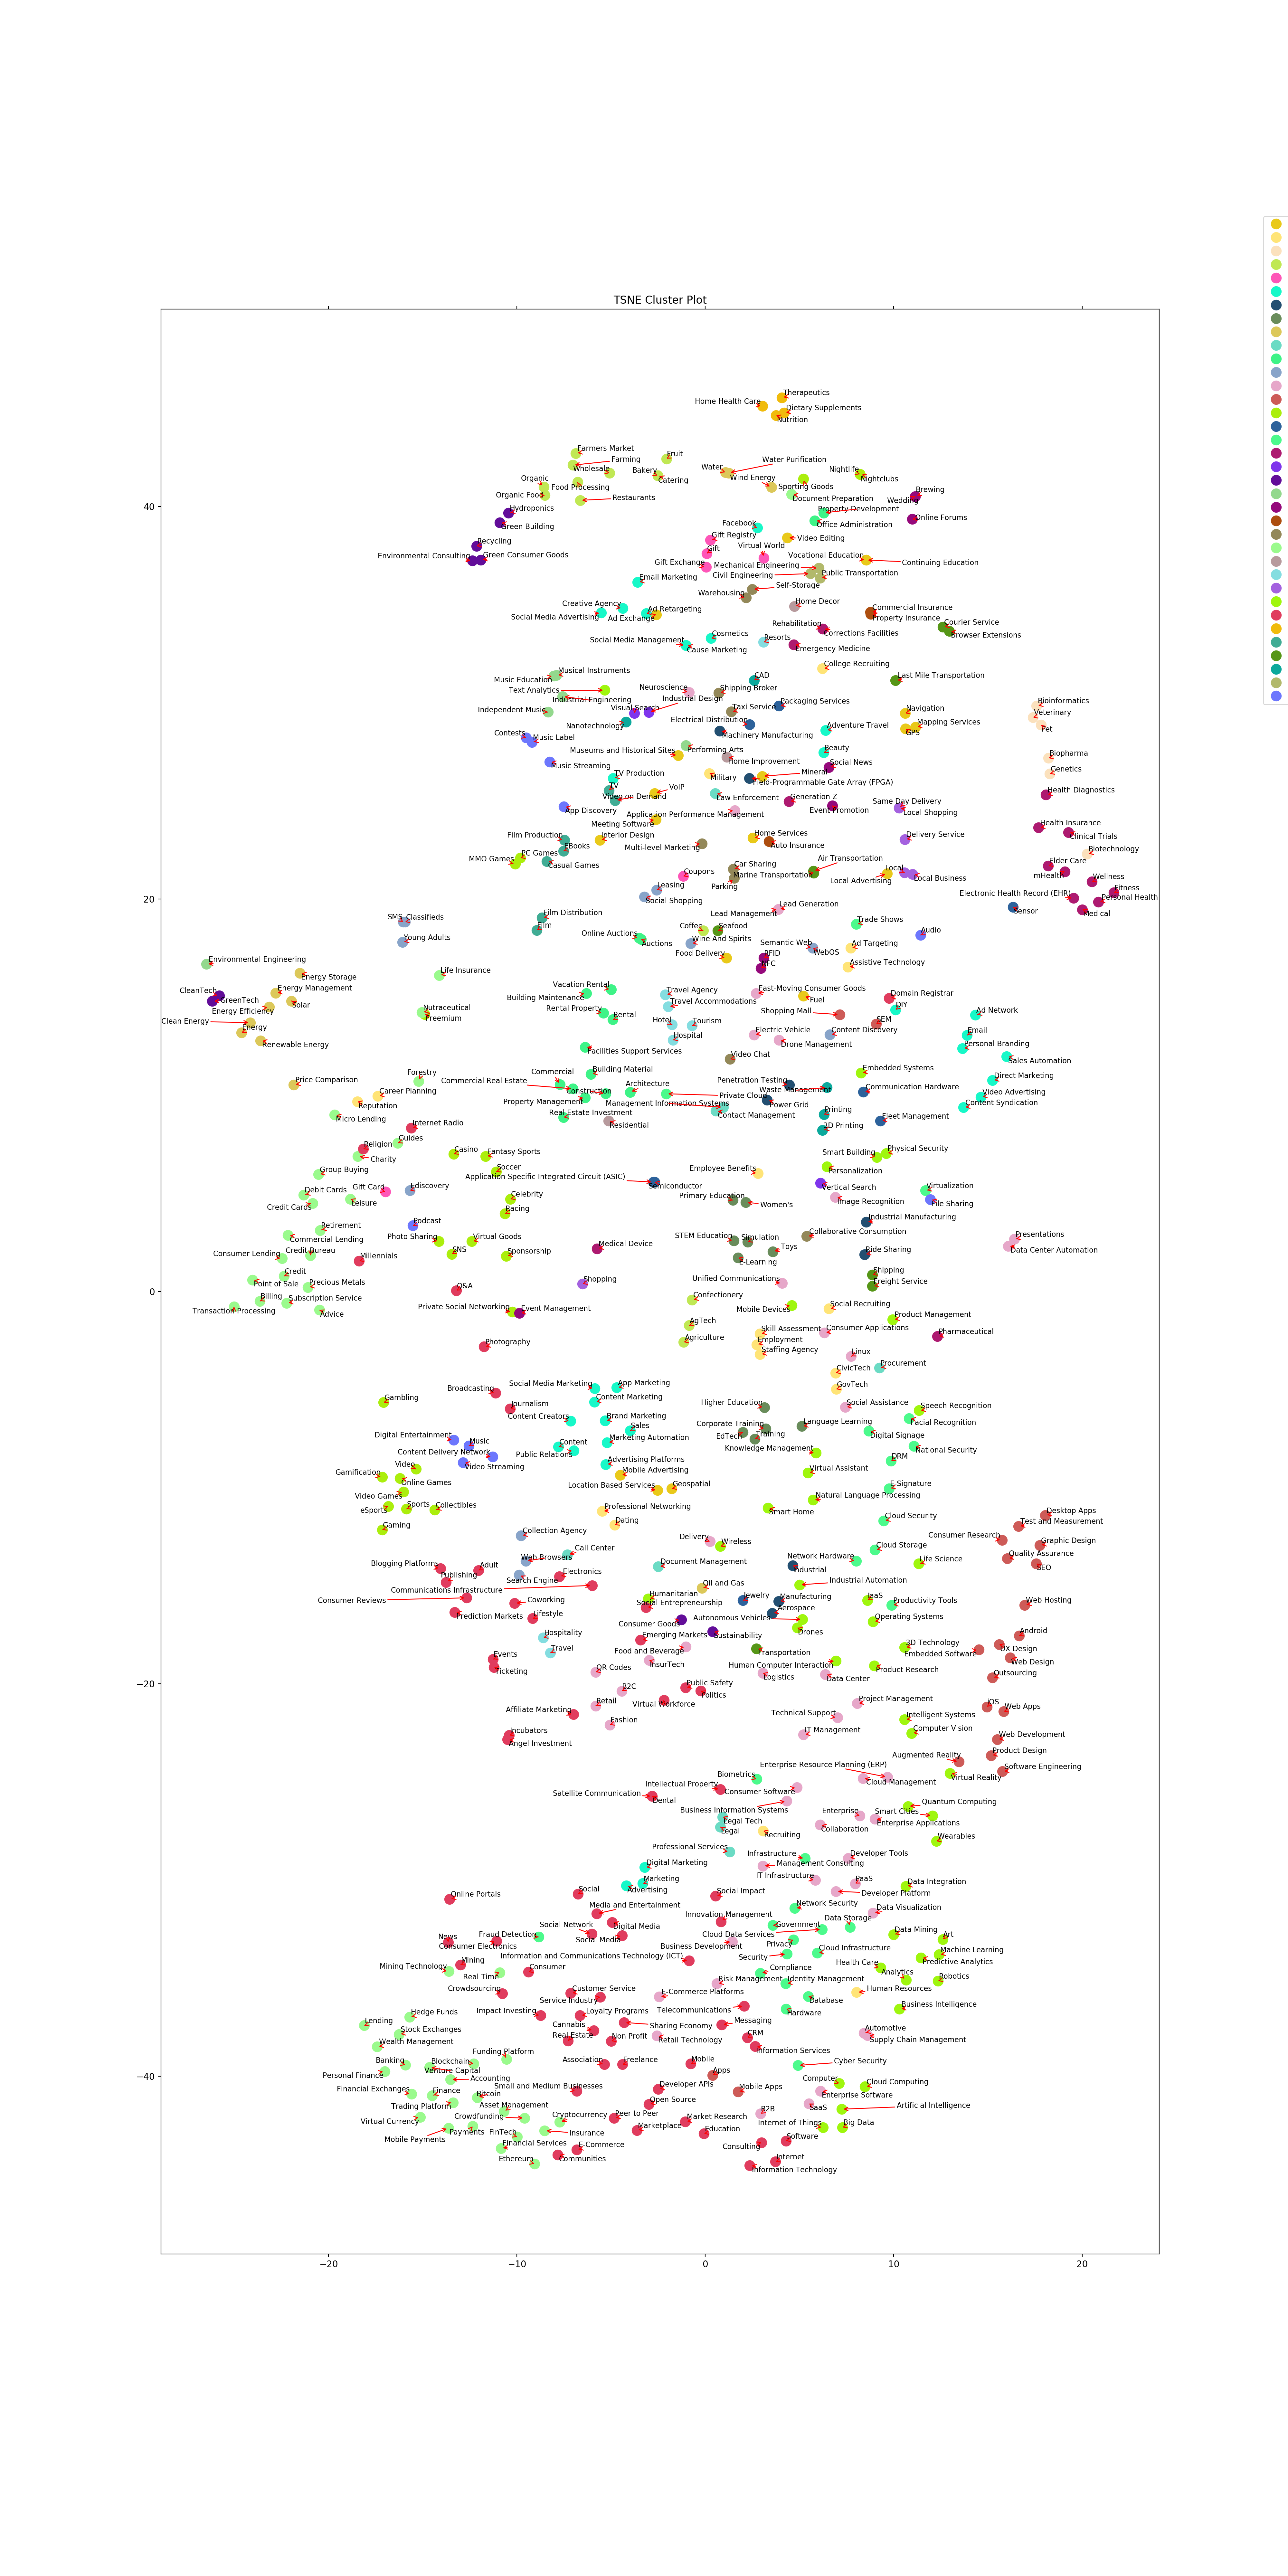 TSNE Cluster Plot
Therapeutics
Home Health Care
Dietary Supplements
Nutrition
Farmers Market
Fruit
Farming
Water Purification
Wholesale
Bakery
Water
Nightlife
Organic
Catering
Wind Energy
Nightclubs
Food Processing
Sporting Goods
Brewing
Organic Food
Restaurants
Document Preparation
Wedding
40
Hydroponics
Property Development
Online Forums
Green Building
Facebook
Office Administration
Gift Registry
Video Editing
Recycling
Gift
Virtual World
Environmental Consulting
Green Consumer Goods
Vocational Education
Gift Exchange
Mechanical Engineering
Continuing Education
Email Marketing
Civil Engineering
Public Transportation
Self-Storage
Warehousing
Creative Agency
Ad Retargeting
Home Decor
Commercial Insurance
Social Media Advertising
Ad Exchange
Property Insurance
Rehabilitation
Courier Service
Cosmetics
Corrections Facilities
Browser Extensions
Social Media Management
Resorts
Cause Marketing
Emergency Medicine
Musical Instruments
College Recruiting
Music Education
CAD
Last Mile Transportation
Text Analytics
Neuroscience
Shipping Broker
Industrial Engineering
Industrial Design
Packaging Services
Bioinformatics
Independent Music
Visual Search
Taxi Service
Navigation
Veterinary
Nanotechnology
Electrical Distribution
Adventure Travel
Mapping Services
Contests
Music Label
Machinery Manufacturing
GPS
Pet
Museums and Historical Sites
Performing Arts
Beauty
Biopharma
Music Streaming
Home Improvement
Social News
TV Production
Military
Mineral
Genetics
TV
VoIP
Field-Programmable Gate Array (FPGA)
Video on Demand
Law Enforcement
Generation Z
Same Day Delivery
Health Diagnostics
App Discovery
Application Performance Management
Event Promotion
Local Shopping
Meeting Software
Health Insurance
Film Production
Interior Design
Home Services
Delivery Service
Clinical Trials
EBooks
Multi-level Marketing
Auto Insurance
MMO Games
PC Games
Biotechnology
Casual Games
Car Sharing
Air Transportation
Elder Care
Coupons
Marine Transportation
Local
mHealth
Leasing
Parking
Local Advertising
Local Business
Wellness
20
Social Shopping
Electronic Health Record (EHR)
Fitness
Personal Health
Lead Generation
Sensor
Medical
SMS
Classifieds
Film Distribution
Lead Management
Trade Shows
Film
Coffee
Seafood
Audio
Young Adults
Online Auctions
Auctions
Wine And Spirits
Semantic Web
WebOS
Ad Targeting
Food Delivery
RFID
Environmental Engineering
NFC
Assistive Technology
Energy Storage
Life Insurance
CleanTech
GreenTech
Energy Management
Vacation Rental
Travel Agency
Fast-Moving Consumer Goods
Domain Registrar
Solar
Building Maintenance
Travel Accommodations
Fuel
DIY
Energy Efficiency
Nutraceutical
Rental Property
Rental
Shopping Mall
Ad Network
Clean Energy
Freemium
Hotel
Tourism
SEM
Energy
Hospital
Electric Vehicle
Content Discovery
Email
Renewable Energy
Facilities Support Services
Drone Management
Personal Branding
Video Chat
Sales Automation
Forestry
Commercial
Building Material
Embedded Systems
Price Comparison
Commercial Real Estate
Architecture
Penetration Testing
Direct Marketing
Career Planning
Construction
Private Cloud
Waste Management
Communication Hardware
Video Advertising
Reputation
Property Management
Management Information Systems
Power Grid
Content Syndication
Micro Lending
Real Estate Investment
Contact Management
Printing
Fleet Management
Internet Radio
Residential
3D Printing
Guides
Religion
Casino
Fantasy Sports
Smart Building
Physical Security
Charity
Group Buying
Soccer
Application Specific Integrated Circuit (ASIC)
Employee Benefits
Personalization
Gift Card
Ediscovery
Semiconductor
Vertical Search
Virtualization
Debit Cards
Leisure
Celebrity
Primary Education
Women's
Image Recognition
File Sharing
Credit Cards
Racing
Retirement
Podcast
Industrial Manufacturing
Commercial Lending
Photo Sharing
Virtual Goods
STEM Education
Simulation
Collaborative Consumption
Presentations
Consumer Lending
Credit Bureau
SNS
Sponsorship
Medical Device
Toys
Ride Sharing
Data Center Automation
Millennials
E-Learning
Credit
Shipping
Point of Sale
Precious Metals
Q&A
Shopping
Unified Communications
Freight Service
0
Billing
Subscription Service
Confectionery
Transaction Processing
Advice
Private Social Networking
Event Management
Mobile Devices
Social Recruiting
AgTech
Product Management
Skill Assessment
Consumer Applications
Photography
Agriculture
Employment
Pharmaceutical
Staffing Agency
Linux
CivicTech
Procurement
Broadcasting
Social Media Marketing
App Marketing
GovTech
Gambling
Content Marketing
Higher Education
Social Assistance
Journalism
Speech Recognition
Content Creators
Brand Marketing
Language Learning
Facial Recognition
Digital Entertainment
Sales
Corporate Training
Digital Signage
Music
Content
Marketing Automation
EdTech
Training
National Security
Content Delivery Network
Public Relations
Knowledge Management
DRM
Video
Video Streaming
Advertising Platforms
Gamification
Online Games
Mobile Advertising
Virtual Assistant
Location Based Services
Geospatial
E-Signature
Video Games
eSports
Sports
Collectibles
Natural Language Processing
Professional Networking
Smart Home
Desktop Apps
Gaming
Dating
Cloud Security
Test and Measurement
Collection Agency
Delivery
Wireless
Consumer Research
Graphic Design
Call Center
Cloud Storage
Web Browsers
Document Management
Network Hardware
Life Science
Quality Assurance
Blogging Platforms
Adult
Electronics
Industrial
SEO
Publishing
Search Engine
Industrial Automation
Communications Infrastructure
Oil and Gas
Humanitarian
Consumer Reviews
Coworking
Social Entrepreneurship
Jewelry
Manufacturing
IaaS
Productivity Tools
Web Hosting
Prediction Markets
Lifestyle
Aerospace
Consumer Goods
Autonomous Vehicles
Operating Systems
Hospitality
Emerging Markets
Sustainability
Drones
Android
Travel
Food and Beverage
Transportation
3D Technology
UX Design
Events
InsurTech
Human Computer Interaction
Embedded Software
Web Design
Ticketing
QR Codes
Logistics
Data Center
Product Research
Outsourcing
−20
B2C
Public Safety
Politics
Retail
Virtual Workforce
Project Management
iOS
Affiliate Marketing
Technical Support
Web Apps
Fashion
Intelligent Systems
Incubators
IT Management
Computer Vision
Web Development
Angel Investment
Augmented Reality
Product Design
Enterprise Resource Planning (ERP)
Biometrics
Cloud Management
Virtual Reality
Software Engineering
Intellectual Property
Consumer Software
Satellite Communication
Dental
Quantum Computing
Business Information Systems
Enterprise
Smart Cities
Legal Tech
Enterprise Applications
Legal
Recruiting
Collaboration
Wearables
Professional Services
Infrastructure
Developer Tools
Digital Marketing
Management Consulting
Marketing
IT Infrastructure
PaaS
Data Integration
Online Portals
Social
Advertising
Social Impact
Developer Platform
Media and Entertainment
Network Security
Data Visualization
Social Network
Digital Media
Innovation Management
Government
Data Storage
News
Fraud Detection
Social Media
Cloud Data Services
Data Mining
Art
Consumer Electronics
Business Development
Privacy
Mining
Information and Communications Technology (ICT)
Security
Cloud Infrastructure
Machine Learning
Mining Technology
Real Time
Consumer
Compliance
Health Care
Predictive Analytics
Risk Management
Identity Management
Analytics
Robotics
Crowdsourcing
Customer Service
E-Commerce Platforms
Human Resources
Service Industry
Database
Telecommunications
Hardware
Business Intelligence
Hedge Funds
Impact Investing
Loyalty Programs
Lending
Cannabis
Sharing Economy
Messaging
Automotive
Stock Exchanges
Real Estate
Non Profit
Retail Technology
CRM
Supply Chain Management
Wealth Management
Information Services
Funding Platform
Banking
Blockchain
Association
Freelance
Mobile
Cyber Security
−40
Personal Finance
Venture Capital
Apps
Accounting
Computer
Cloud Computing
Financial Exchanges
Finance
Bitcoin
Small and Medium Businesses
Developer APIs
Mobile Apps
Enterprise Software
Trading Platform
Asset Management
Open Source
SaaS
Artificial Intelligence
Virtual Currency
Crowdfunding
Cryptocurrency
Peer to Peer
Market Research
B2B
Internet of Things
Big Data
Mobile Payments
Payments
FinTech
Insurance
Marketplace
Education
Software
Financial Services
E-Commerce
Consulting
Ethereum
Communities
Internet
Information Technology
−20
−10
0
10
20